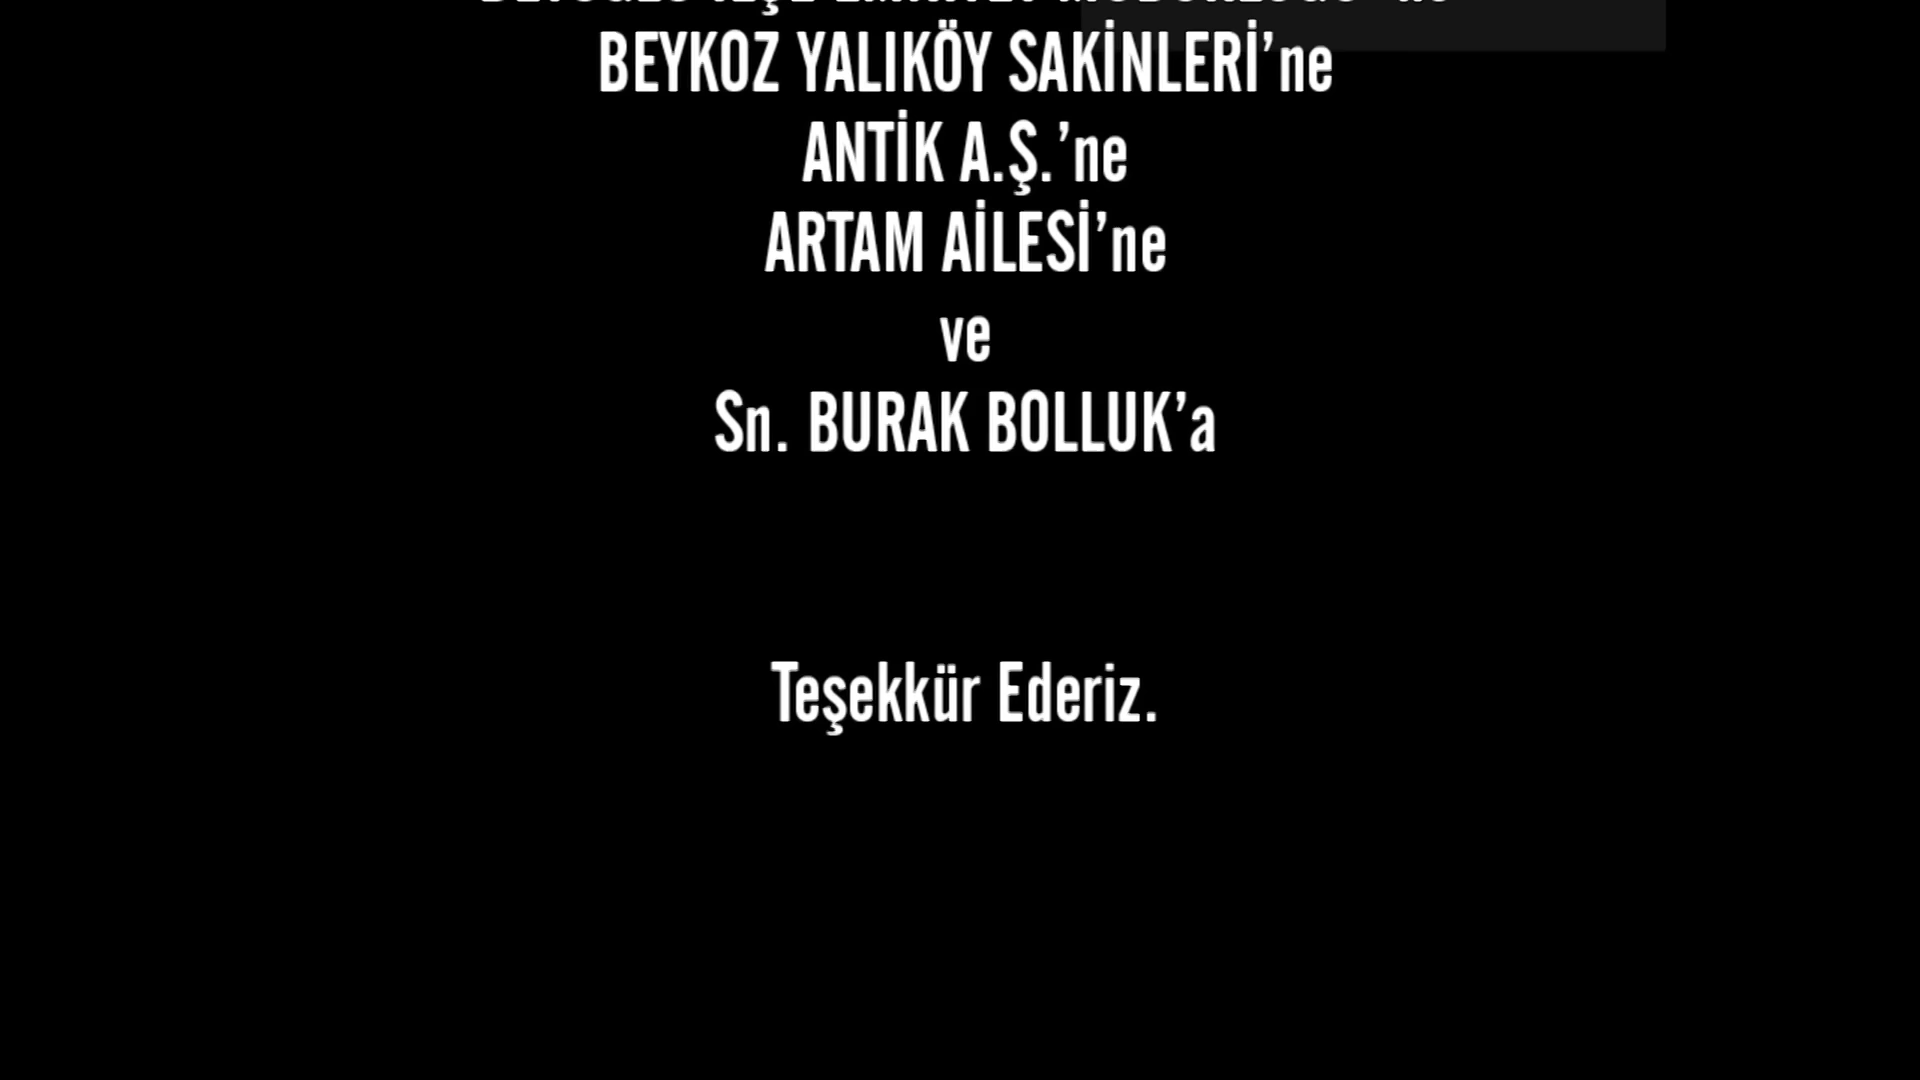 BEYKOZ YALIKÖY SAKİNLERİ’ne
ANTİK A.Ş.’ne
ARTAM AİLESİ’ne
ve
Sn. BURAK BOLLUK’a
Teşekkür Ederiz.